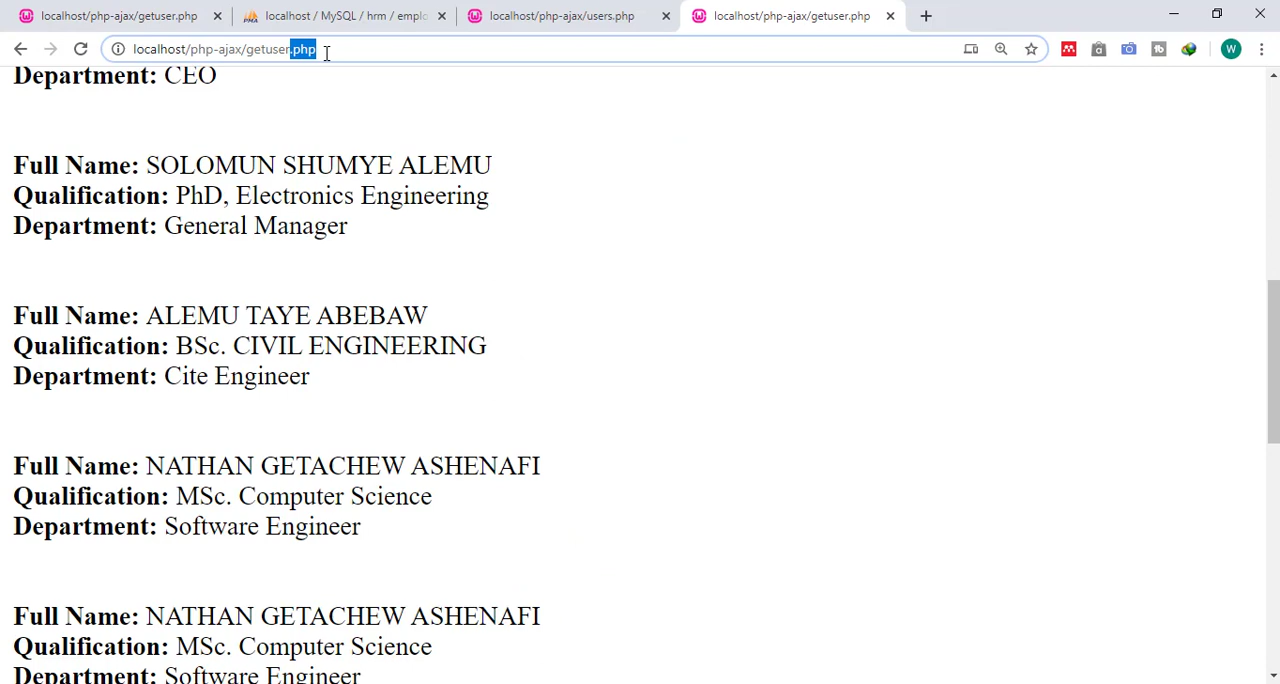 localhost/php-ajax/getuser.php
localhost / MySQL / hrm / emplo
localhost/php-ajax/users.php
localhost/php-ajax/getuser.php
localhost/php-ajax/getuser.php
W
Department: CEO
Full Name: SOLOMUN SHUMYE ALEMU
Qualification: PhD, Electronics Engineering
Department: General Manager
Full Name: ALEMU TAYE ABEBAW
Qualification: BSc. CIVIL ENGINEERING
Department: Cite Engineer
Full Name: NATHAN GETACHEW ASHENAFI
Qualification: MSc. Computer Science
Department: Software Engineer
Full Name: NATHAN GETACHEW ASHENAFI
Qualification: MSc. Computer Science
Department: Software Engineer